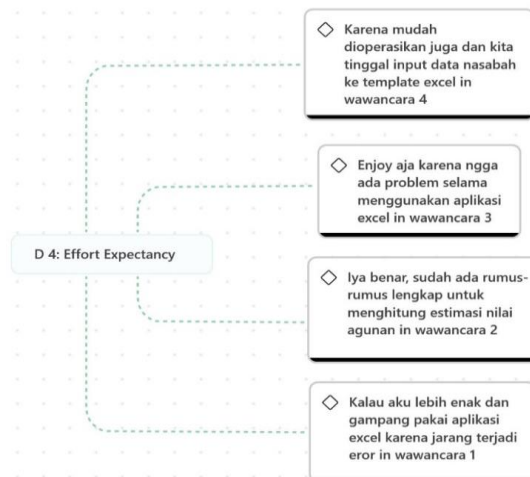 Karena mudah
dioperasikan juga dan kita
tinggal input data nasabah
ke template excel in
wawancara 4
Enjoy aja karena ngga
ada problem selama
menggunakan aplikasi
excel in wawancara 3
D 4: Effort Expectancy
Iya benar, sudah ada rumus-
rumus lengkap untuk
menghitung estimasi nilai
agunan in wawancara 2
Kalau aku lebih enak dan
gampang pakai aplikasi
excel karena jarang terjadi
eror in wawancara 1